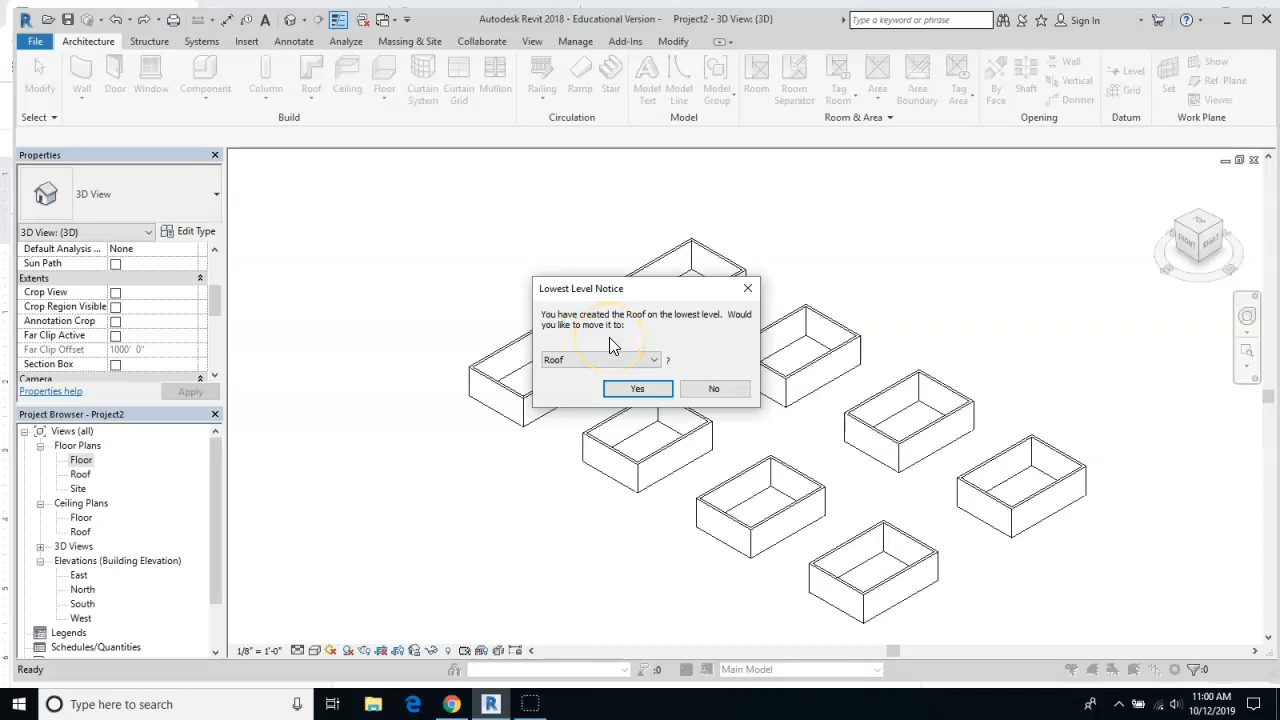 Autodesk Revit 2018 - Educational Version - Project2 - 3D View: {3D}
Type a keyword or phrase
Sign In
File
Architecture
Structure
Systems
Insert
Annotate
Analyze
Massing & Site
Collaborate
View
Manage
Add-Ins
Modify
Modify
Wall
Door
Window
Component
Column
Roof
Ceiling
Floor
Curtain
System
Curtain
Grid
Mullion
Railing
Ramp
Stair
Model
Text
Model
Line
Model
Group
Room
Room
Separator
Tag
Room
Area
Area
Boundary
Tag
Area
By
Face
Shaft
Wall
Vertical
Dormer
Level
Grid
Set
Show
Ref Plane
Viewer
Select
Build
Circulation
Model
Room & Area
Opening
Datum
Work Plane
Properties
3D View
3D View: {3D}
Edit Type
Default Analysis ... None
Sun Path
Extents
Crop View
Crop Region Visible
Annotation Crop
Far Clip Active
Far Clip Offset 1000' 0"
Section Box
Camera
Properties help
Apply
Project Browser - Project2
Views (all)
Floor Plans
Floor
Roof
Site
Ceiling Plans
Floor
Roof
3D Views
Elevations (Building Elevation)
East
North
South
West
Legends
Schedules/Quantities
Lowest Level Notice
You have created the Roof on the lowest level. Would
you like to move it to:
Roof
?
Yes
No
TOP
FRONT
RIGHT
1/8" = 1'-0"
Ready
:0
Main Model
:0
Type here to search
11:00 AM
10/12/2019